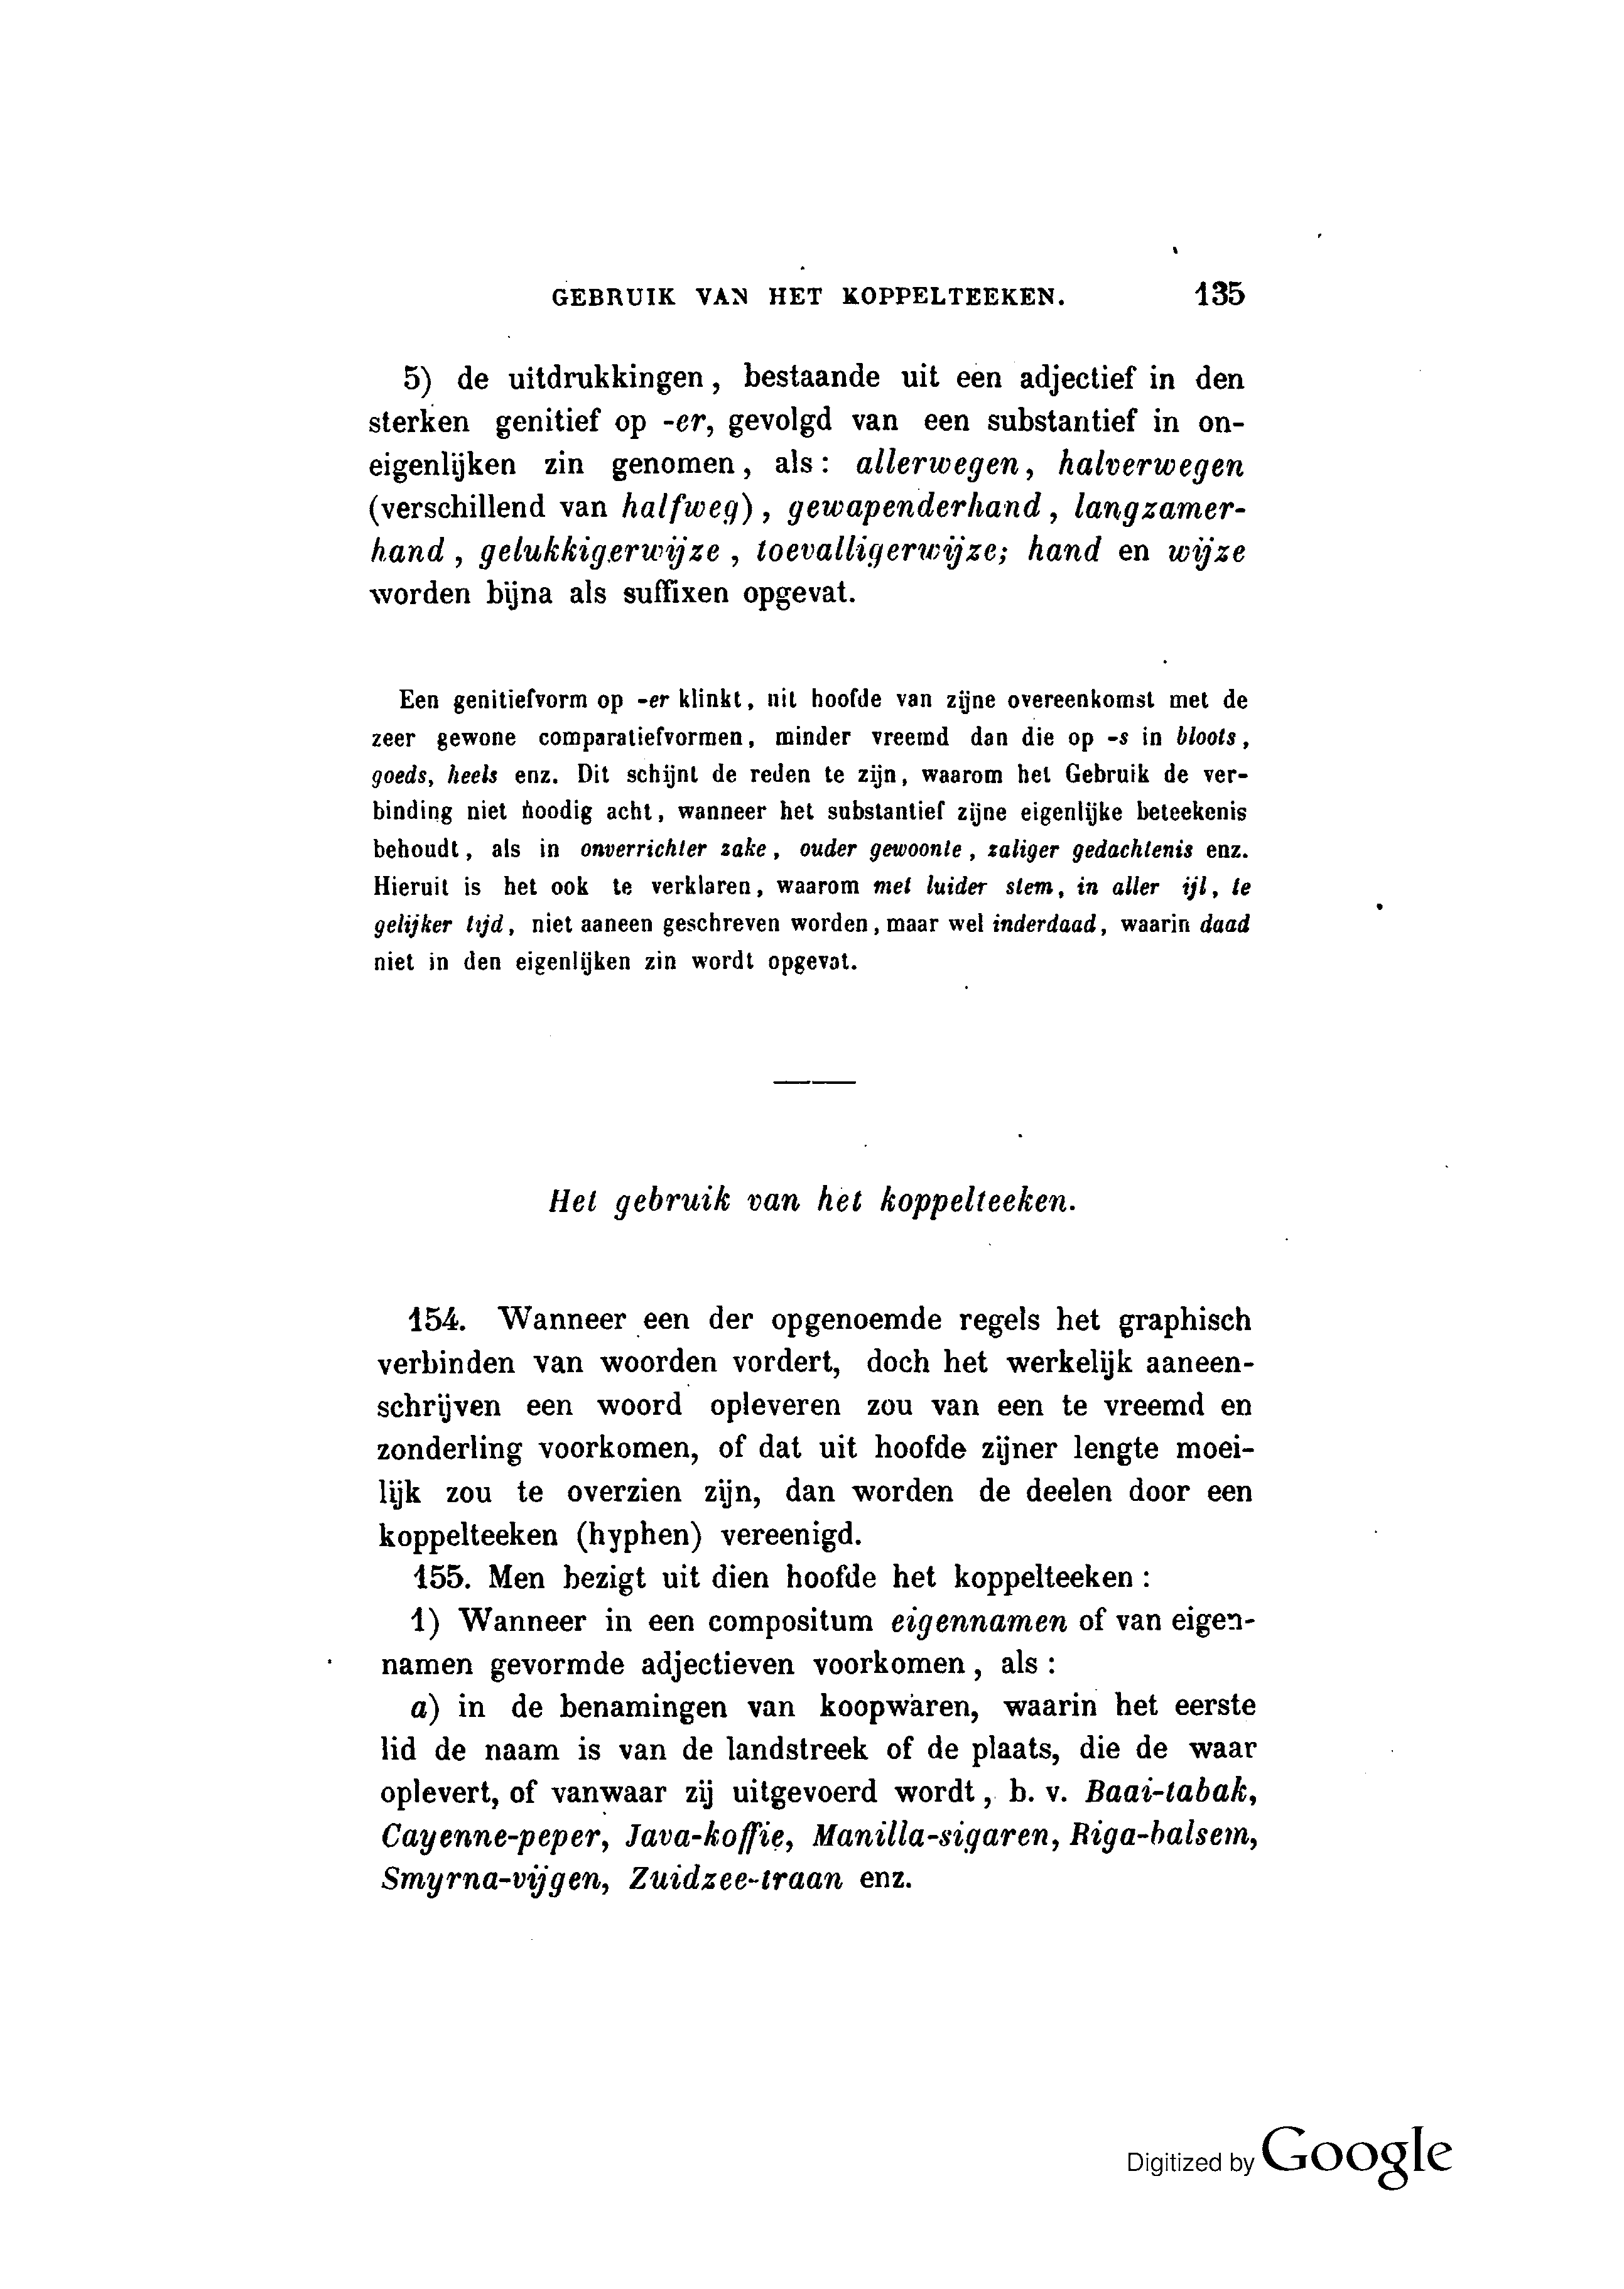 GEBRUIK VAN HET KOPPELTEEKEN. 135
5) de uitdrukkingen, bestaande uit een adjectief in den
sterken genitief op -er, gevolgd van een substantief in on-
eigenlijken zin genomen, als: allerwegen, halverwegen
(verschillend van halfweg), gewapenderhand, langzamer-
hand, gelukkigerwijze, toevalligerwijze; hand en wijze
worden bijna als suffixen opgevat.
Een genitiefvorm op -er klinkt, uit hoofde van zijne overeenkomst met de
zeer gewone comparatiefvormen, minder vreemd dan die op -s in bloots,
goeds, heels enz. Dit schijnt de reden te zijn, waarom het Gebruik de ver-
binding niet noodig acht, wanneer het substantief zijne eigenlijke beteekenis
behoudt, als in onverrichter zake, ouder gewoonte, zaliger gedachtenis enz.
Hieruit is het ook te verklaren, waarom met luider stem, in aller ijl, te
gelijker tijd, niet aaneen geschreven worden, maar wel inderdaad, waarin daad
niet in den eigenlijken zin wordt opgevat.
Het gebruik van het koppelteeken.
154. Wanneer een der opgenoemde regels het graphisch
verbinden van woorden vordert, doch het werkelijk aaneen-
schrijven een woord opleveren zou van een te vreemd en
zonderling voorkomen, of dat uit hoofde zijner lengte moei-
lijk zou te overzien zijn, dan worden de deelen door een
koppelteeken (hyphen) vereenigd.
155. Men bezigt uit dien hoofde het koppelteeken:
1) Wanneer in een compositum eigennamen of van eigen-
namen gevormde adjectieven voorkomen, als:
a) in de benamingen van koopwaren, waarin het eerste
lid de naam is van de landstreek of de plaats, die de waar
oplevert, of vanwaar zij uitgevoerd wordt, b. v. Baai-tabak,
Cayenne-peper, Java-koffie, Manilla-sigaren, Riga-balsem,
Smyrna-vijgen, Zuidzee-traan enz.
Digitized by Google